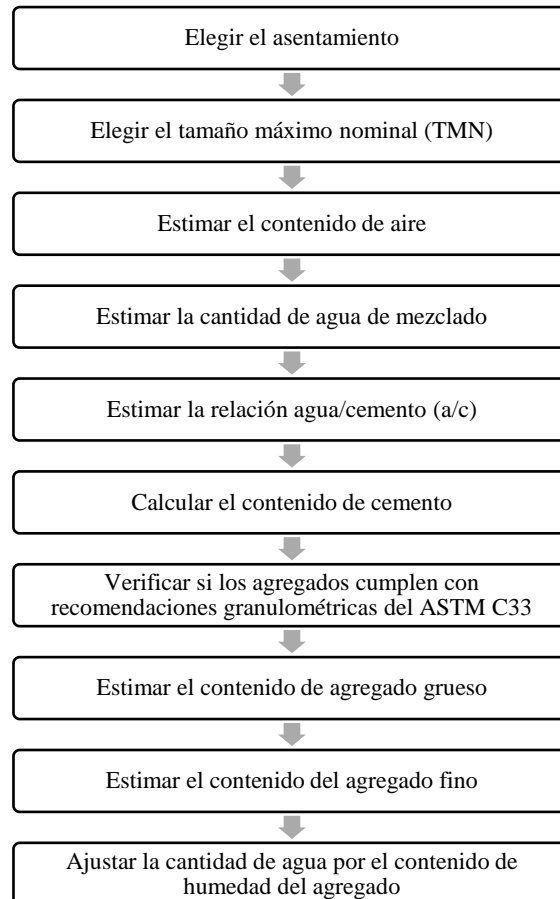 Elegir el asentamiento
Elegir el tamaño máximo nominal (TMN)
Estimar el contenido de aire
Estimar la cantidad de agua de mezclado
Estimar la relación agua/cemento (a/c)
Calcular el contenido de cemento
Verificar si los agregados cumplen con
recomendaciones granulométricas del ASTM C33
Estimar el contenido de agregado grueso
Estimar el contenido del agregado fino
Ajustar la cantidad de agua por el contenido de
humedad del agregado